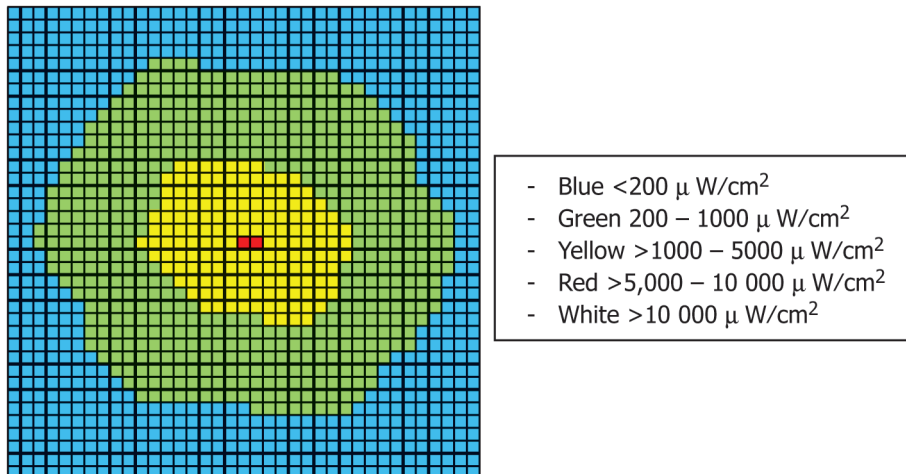 - Blue <200 μ W/cm²
- Green 200 – 1000 μ W/cm²
- Yellow >1000 – 5000 μ W/cm²
- Red >5,000 – 10 000 μ W/cm²
- White >10 000 μ W/cm²